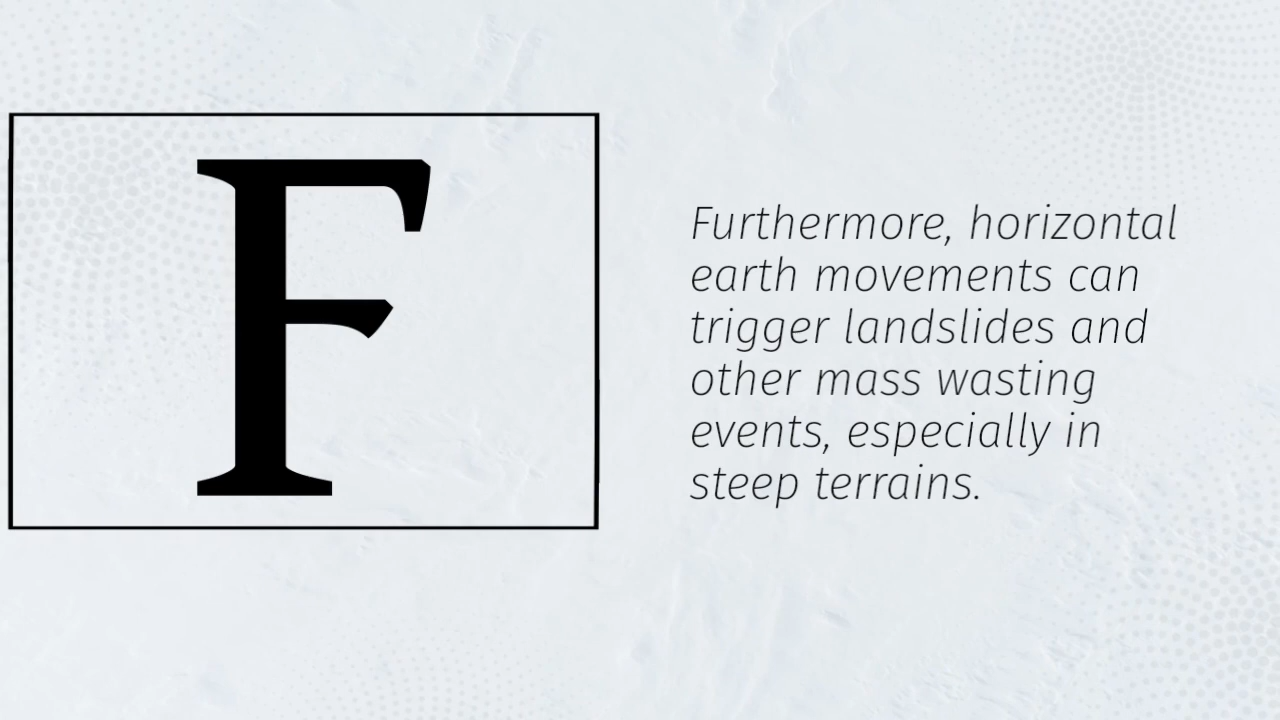 F
Furthermore, horizontal
earth movements can
trigger landslides and
other mass wasting
events, especially in
steep terrains.